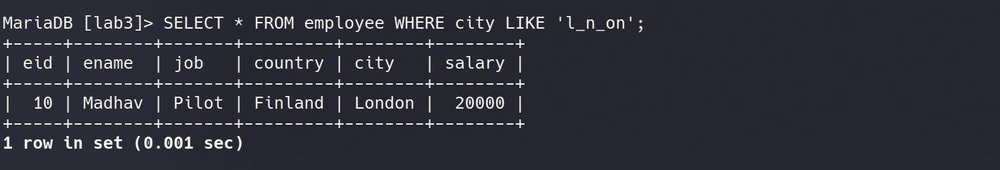 MariaDB [lab3]> SELECT * FROM employee WHERE city LIKE 'l_n_on';
+-----+--------+-------+---------+--------+--------+
| eid | ename  | job   | country | city   | salary |
+-----+--------+-------+---------+--------+--------+
|  10 | Madhav | Pilot | Finland | London |  20000 |
+-----+--------+-------+---------+--------+--------+
1 row in set (0.001 sec)